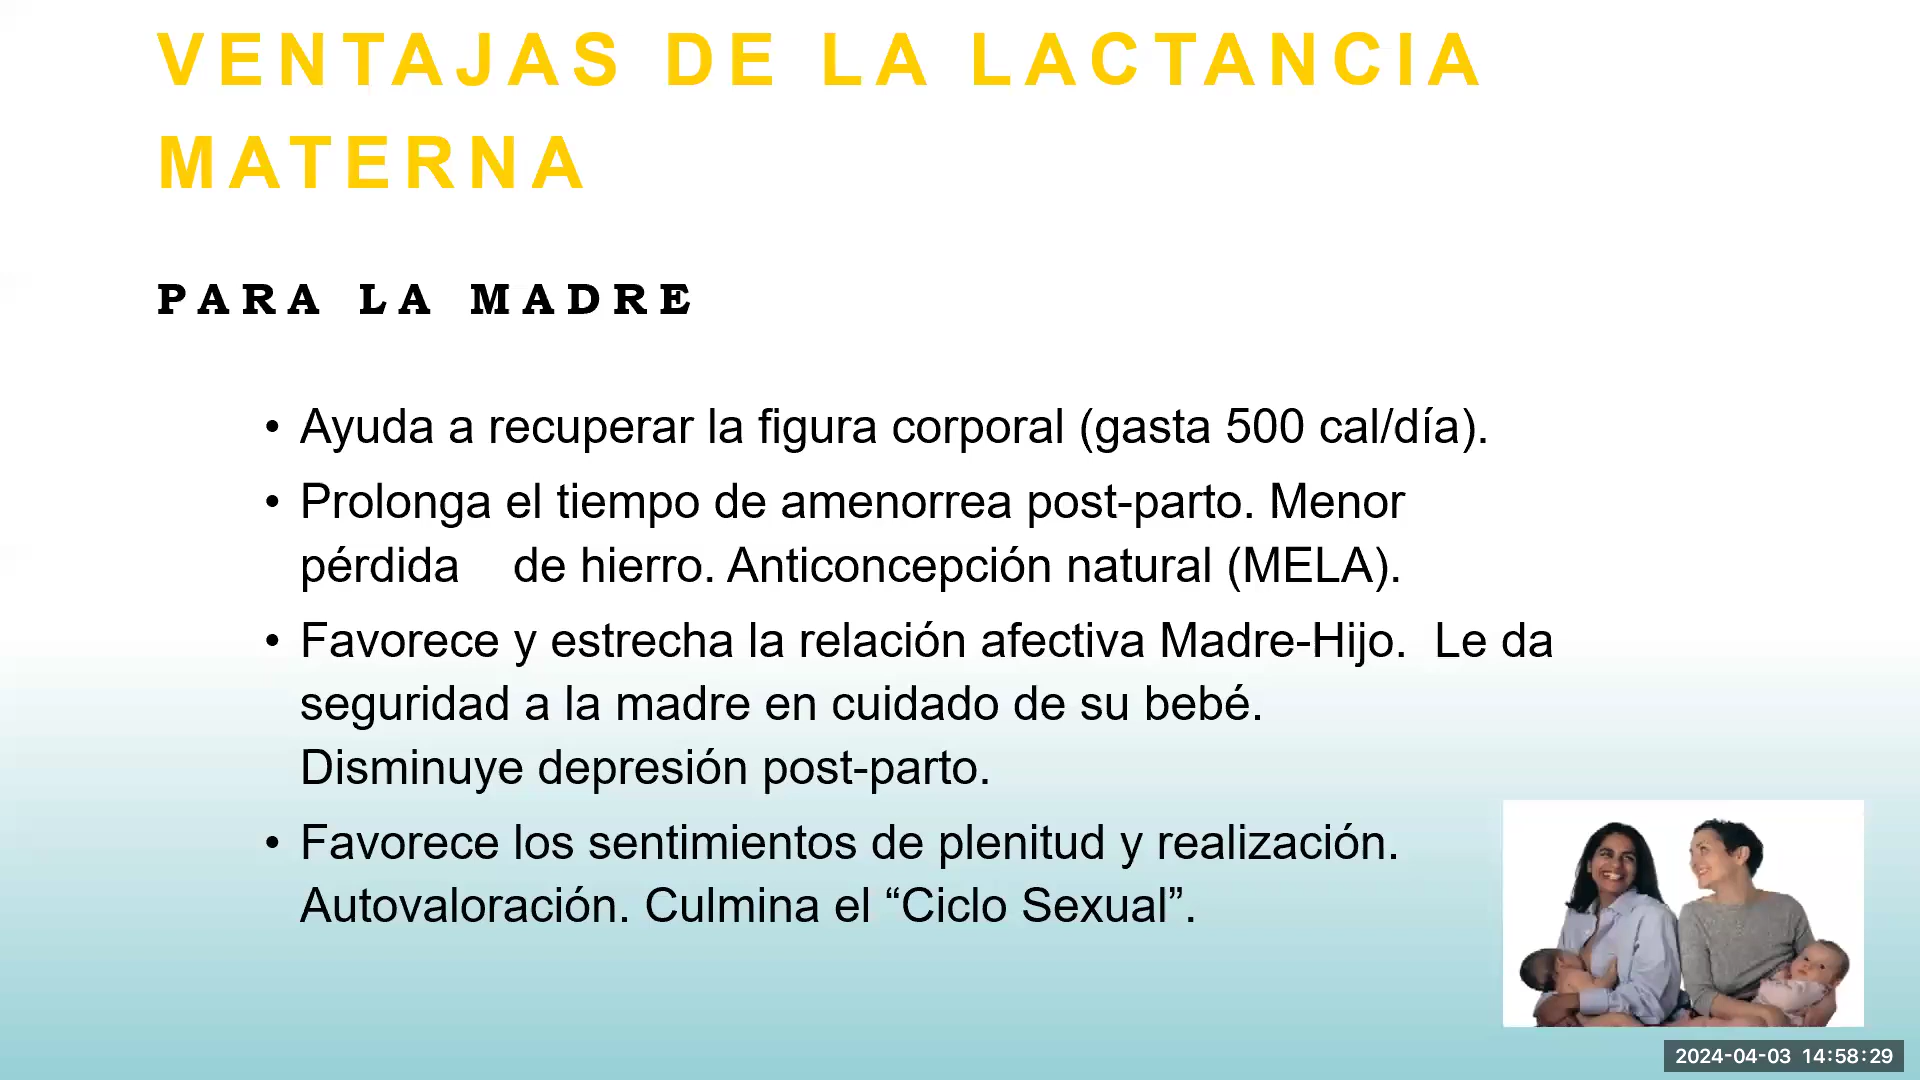 VENTAJAS DE LA LACTANCIA
MATERNA
PARA LA MADRE
• Ayuda a recuperar la figura corporal (gasta 500 cal/día).
• Prolonga el tiempo de amenorrea post-parto. Menor
pérdida    de hierro. Anticoncepción natural (MELA).
• Favorece y estrecha la relación afectiva Madre-Hijo.  Le da
seguridad a la madre en cuidado de su bebé.
Disminuye depresión post-parto.
• Favorece los sentimientos de plenitud y realización.
Autovaloración. Culmina el “Ciclo Sexual”.
2024-04-03 14:58:29